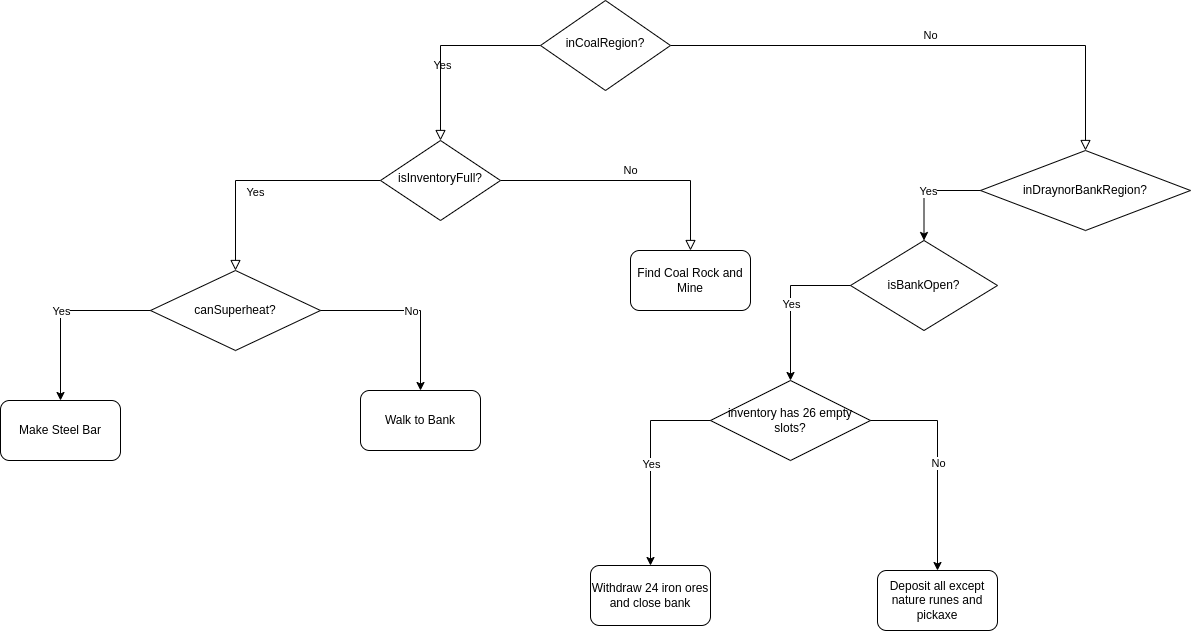 inCoalRegion?
No
Yes
isInventoryFull?
No
Yes
inDraynorBankRegion?
Yes
Find Coal Rock and
Mine
isBankOpen?
Yes
canSuperheat?
Yes
No
Make Steel Bar
Walk to Bank
inventory has 26 empty
slots?
Yes
No
Withdraw 24 iron ores
and close bank
Deposit all except
nature runes and
pickaxe